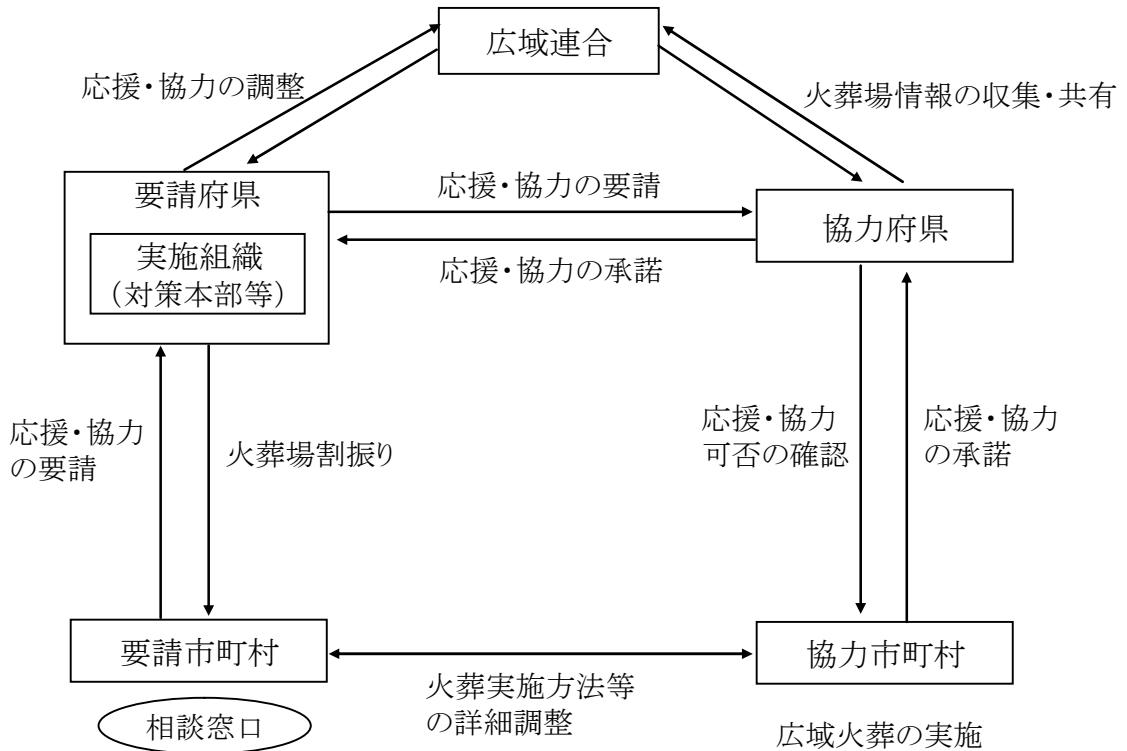 広域連合
応援・協力の調整
火葬場情報の収集・共有
要請府県
実施組織
(対策本部等)
応援・協力の要請
応援・協力の承諾
協力府県
応援・協力
の要請
火葬場割振り
応援・協力
可否の確認
応援・協力
の承諾
要請市町村
協力市町村
火葬実施方法等
の詳細調整
相談窓口
広域火葬の実施